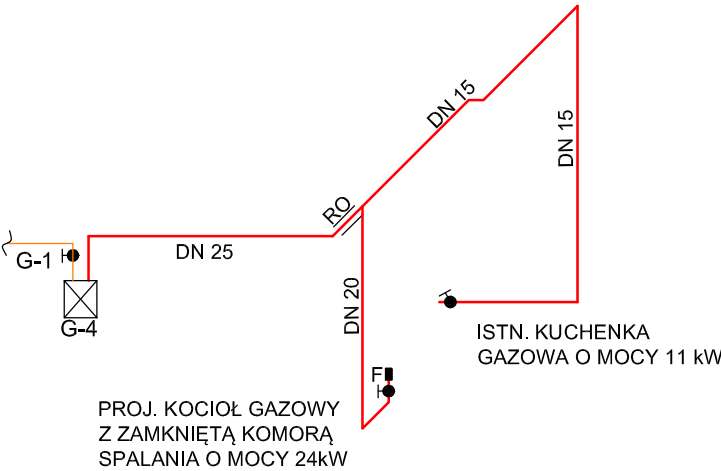 DN 15
DN 15
RO
G-1
DN 25
G-4
DN 20
ISTN. KUCHENKA
GAZOWA O MOCY 11 kW
F
PROJ. KOCIOŁ GAZOWY
Z ZAMKNIĘTĄ KOMORĄ
SPALANIA O MOCY 24kW